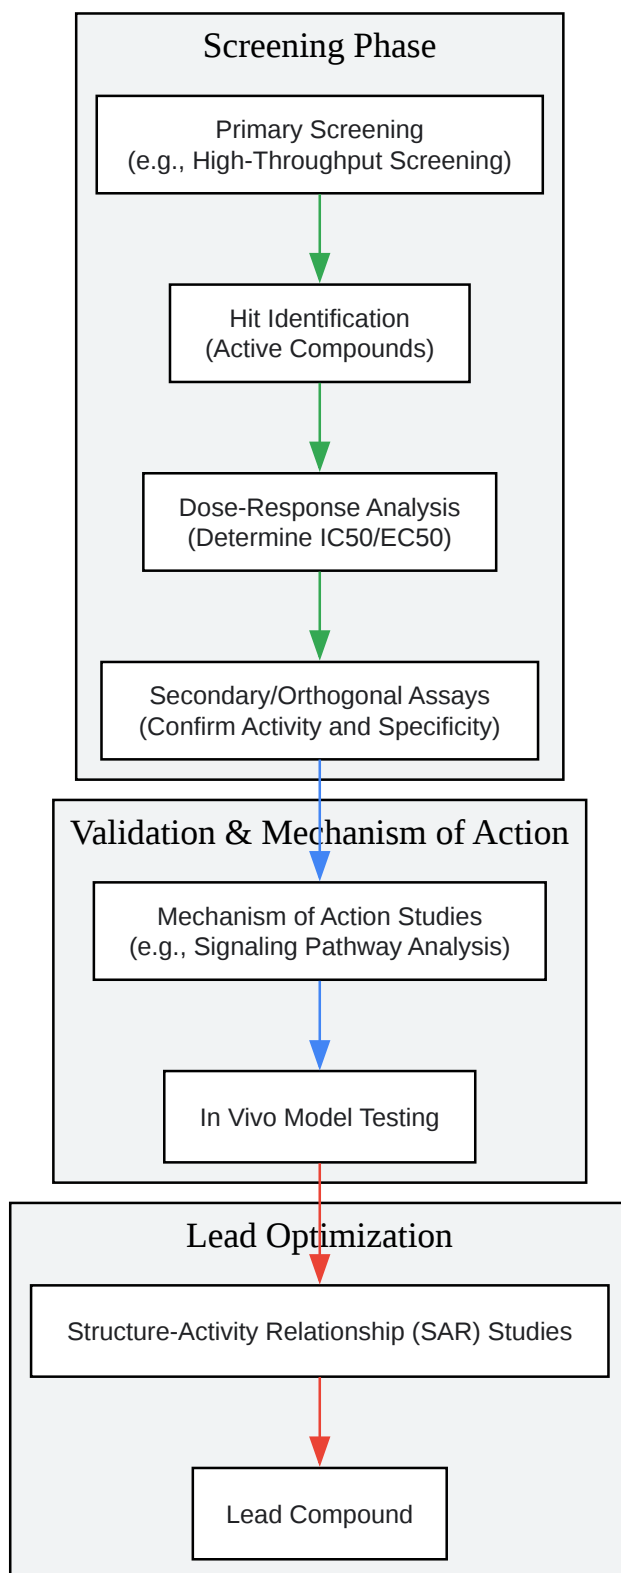 Screening Phase
Primary Screening
(e.g., High-Throughput Screening)
Hit Identification
(Active Compounds)
Dose-Response Analysis
(Determine IC50/EC50)
Secondary/Orthogonal Assays
(Confirm Activity and Specificity)
Validation & Mechanism of Action
Mechanism of Action Studies
(e.g., Signaling Pathway Analysis)
In Vivo Model Testing
Lead Optimization
Structure-Activity Relationship (SAR) Studies
Lead Compound